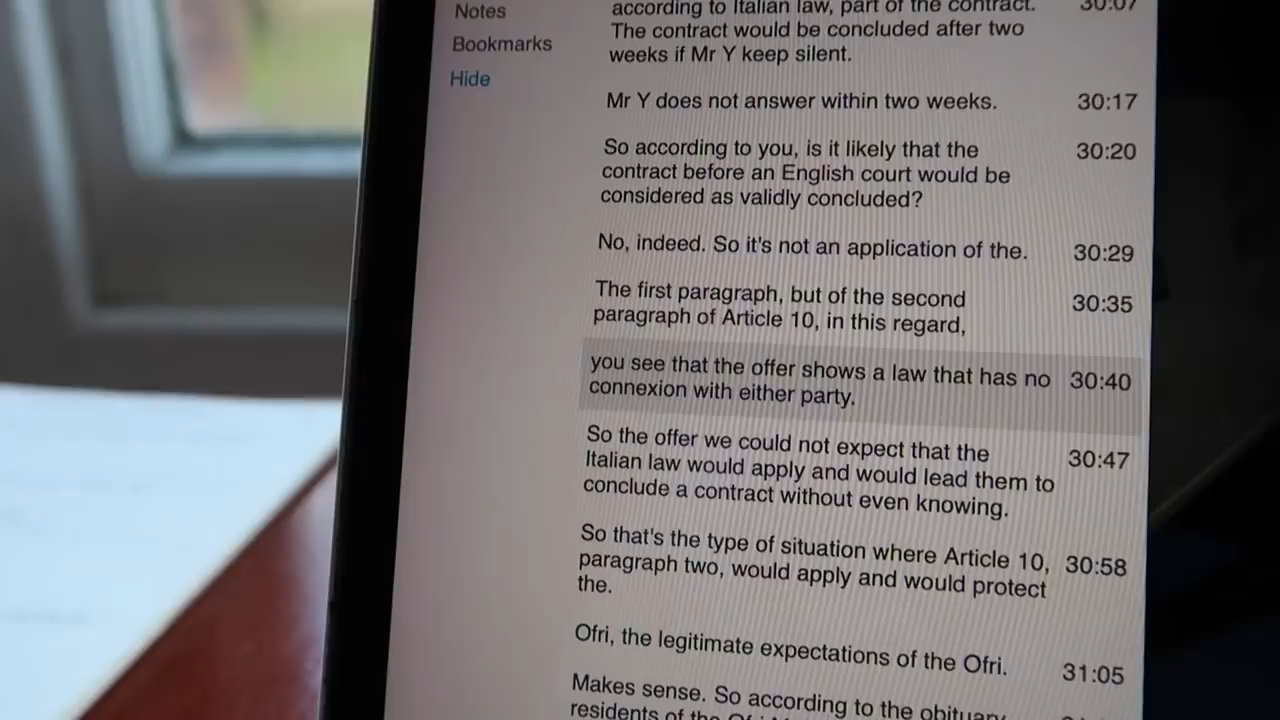 Notes
Bookmarks
Hide
according to Italian law, part of the contract. 30:07
The contract would be concluded after two
weeks if Mr Y keep silent.
Mr Y does not answer within two weeks. 30:17
So according to you, is it likely that the 30:20
contract before an English court would be
considered as validly concluded?
No, indeed. So it's not an application of the. 30:29
The first paragraph, but of the second 30:35
paragraph of Article 10, in this regard,
you see that the offer shows a law that has no 30:40
connexion with either party.
So the offer we could not expect that the 30:47
Italian law would apply and would lead them to
conclude a contract without even knowing.
So that's the type of situation where Article 10, 30:58
paragraph two, would apply and would protect
the.
Ofri, the legitimate expectations of the Ofri. 31:05
Makes sense. So according to the obituary
residents of the